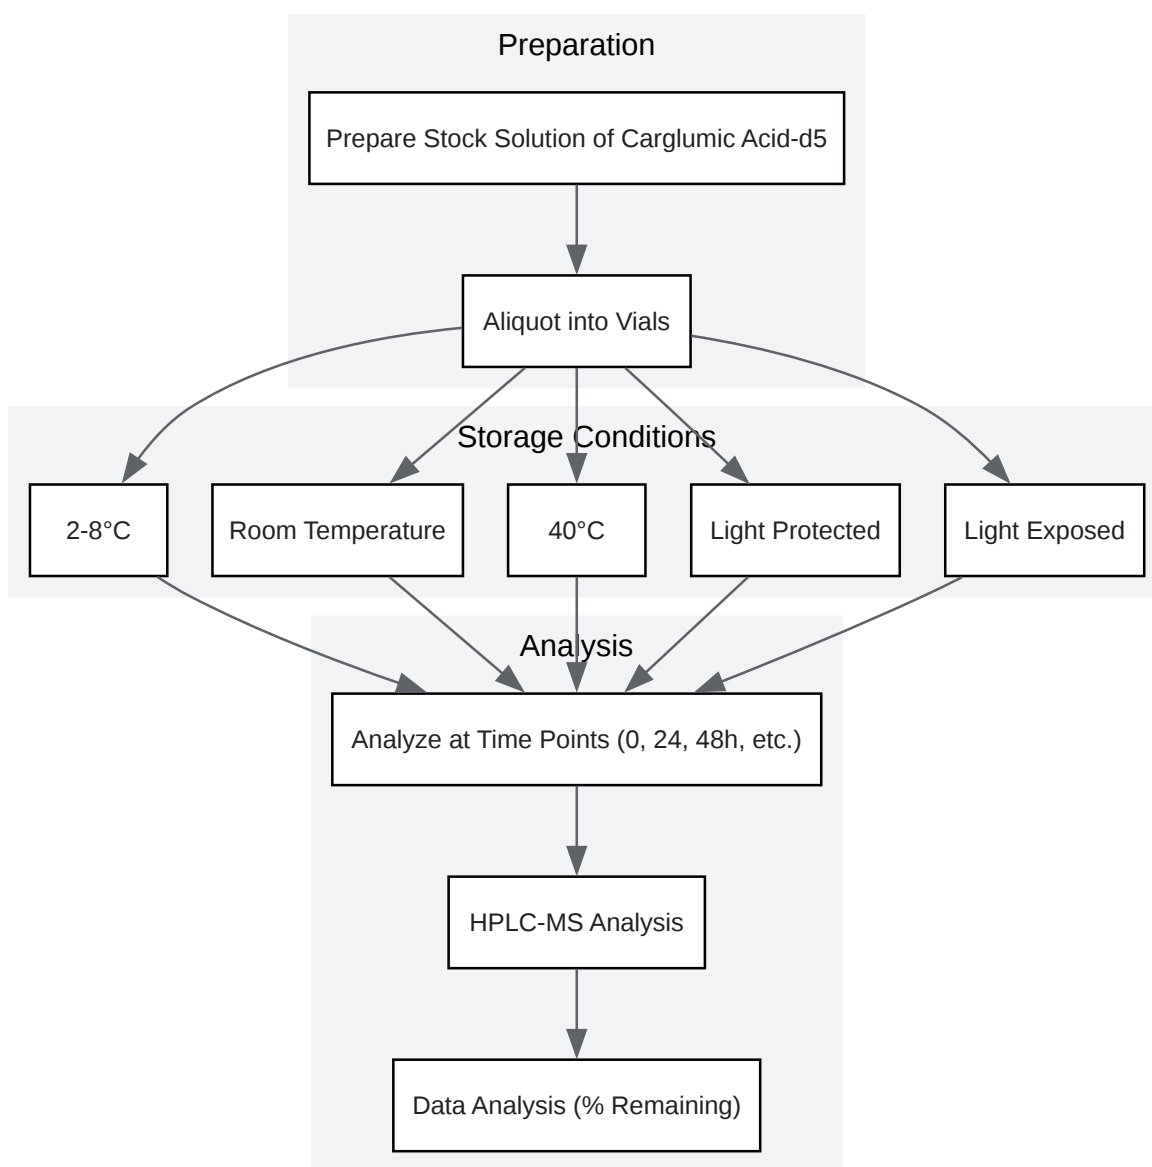 Preparation
Prepare Stock Solution of Carglumic Acid-d5
Aliquot into Vials
Storage Conditions
2-8°C
Room Temperature
40°C
Light Protected
Light Exposed
Analysis
Analyze at Time Points (0, 24, 48h, etc.)
HPLC-MS Analysis
Data Analysis (% Remaining)